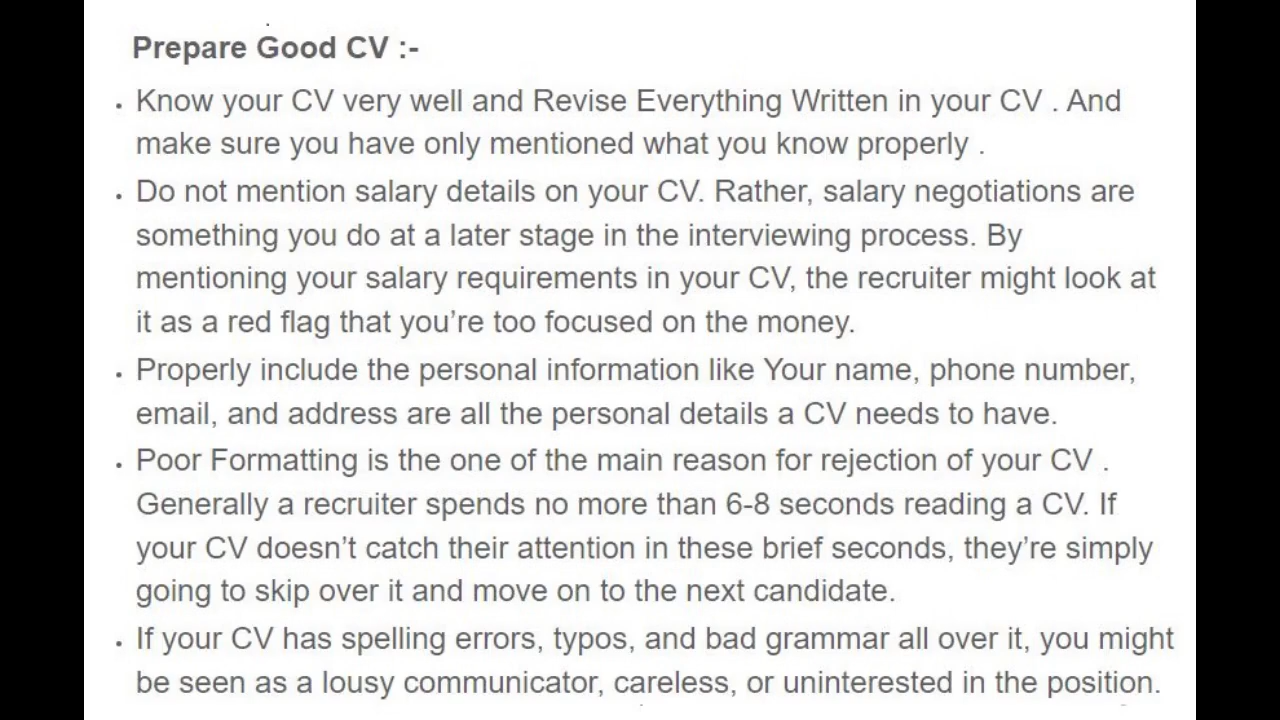 Prepare Good CV :-
• Know your CV very well and Revise Everything Written in your CV . And
make sure you have only mentioned what you know properly .
• Do not mention salary details on your CV. Rather, salary negotiations are
something you do at a later stage in the interviewing process. By
mentioning your salary requirements in your CV, the recruiter might look at
it as a red flag that you’re too focused on the money.
• Properly include the personal information like Your name, phone number,
email, and address are all the personal details a CV needs to have.
• Poor Formatting is the one of the main reason for rejection of your CV .
Generally a recruiter spends no more than 6-8 seconds reading a CV. If
your CV doesn’t catch their attention in these brief seconds, they’re simply
going to skip over it and move on to the next candidate.
• If your CV has spelling errors, typos, and bad grammar all over it, you might
be seen as a lousy communicator, careless, or uninterested in the position.